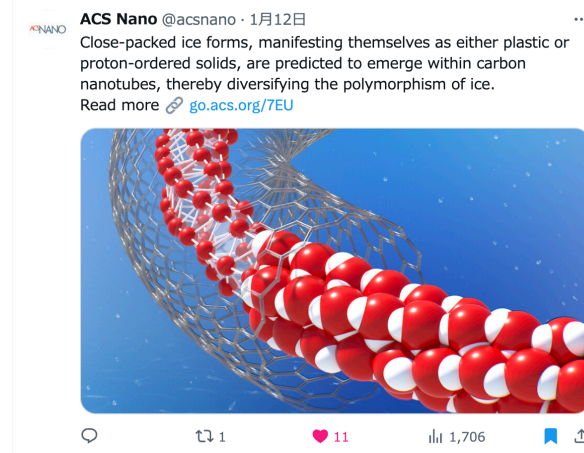 ACS Nano @acsnano · 1月12日
ACS NANO
Close-packed ice forms, manifesting themselves as either plastic or
proton-ordered solids, are predicted to emerge within carbon
nanotubes, thereby diversifying the polymorphism of ice.
Read more 🔗 go.acs.org/7EU
1 11 1,706